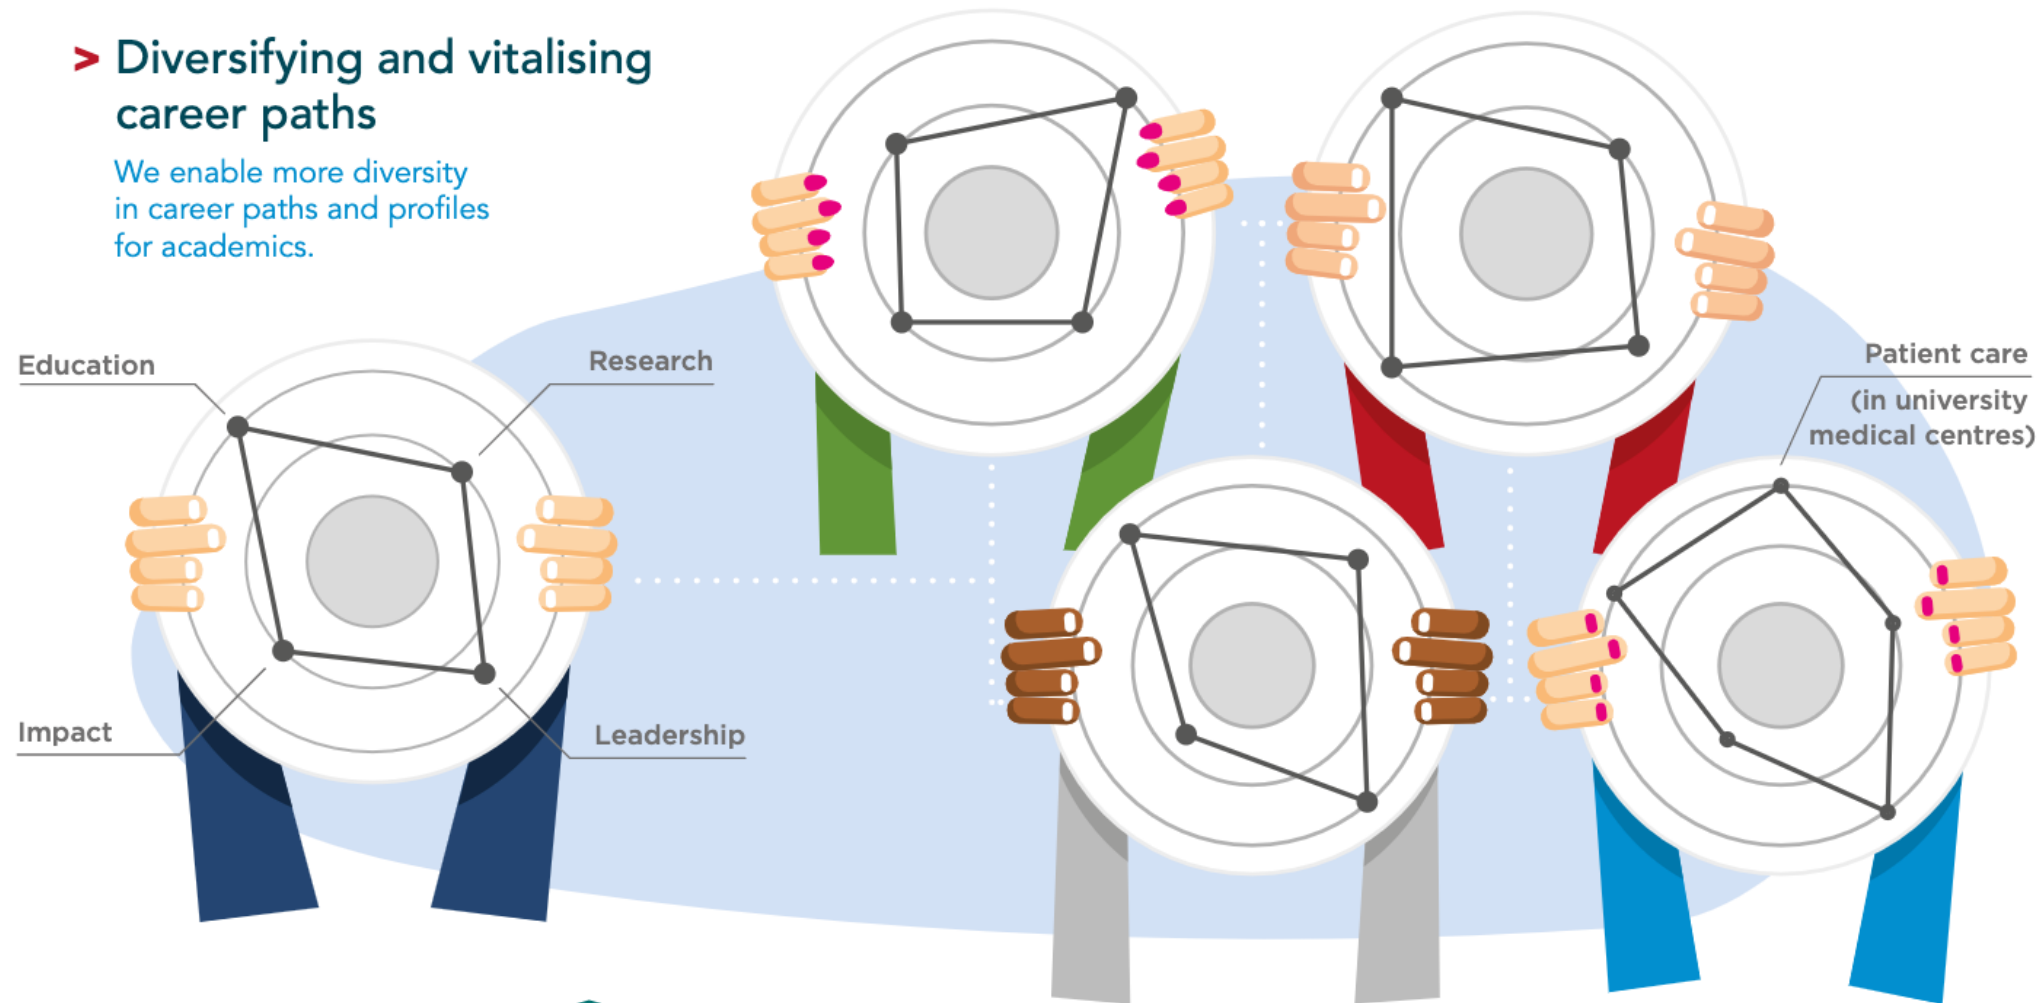 > Diversifying and vitalising
career paths
We enable more diversity
in career paths and profiles
for academics.
Education
Research
Impact
Leadership
Patient care
(in university
medical centres)